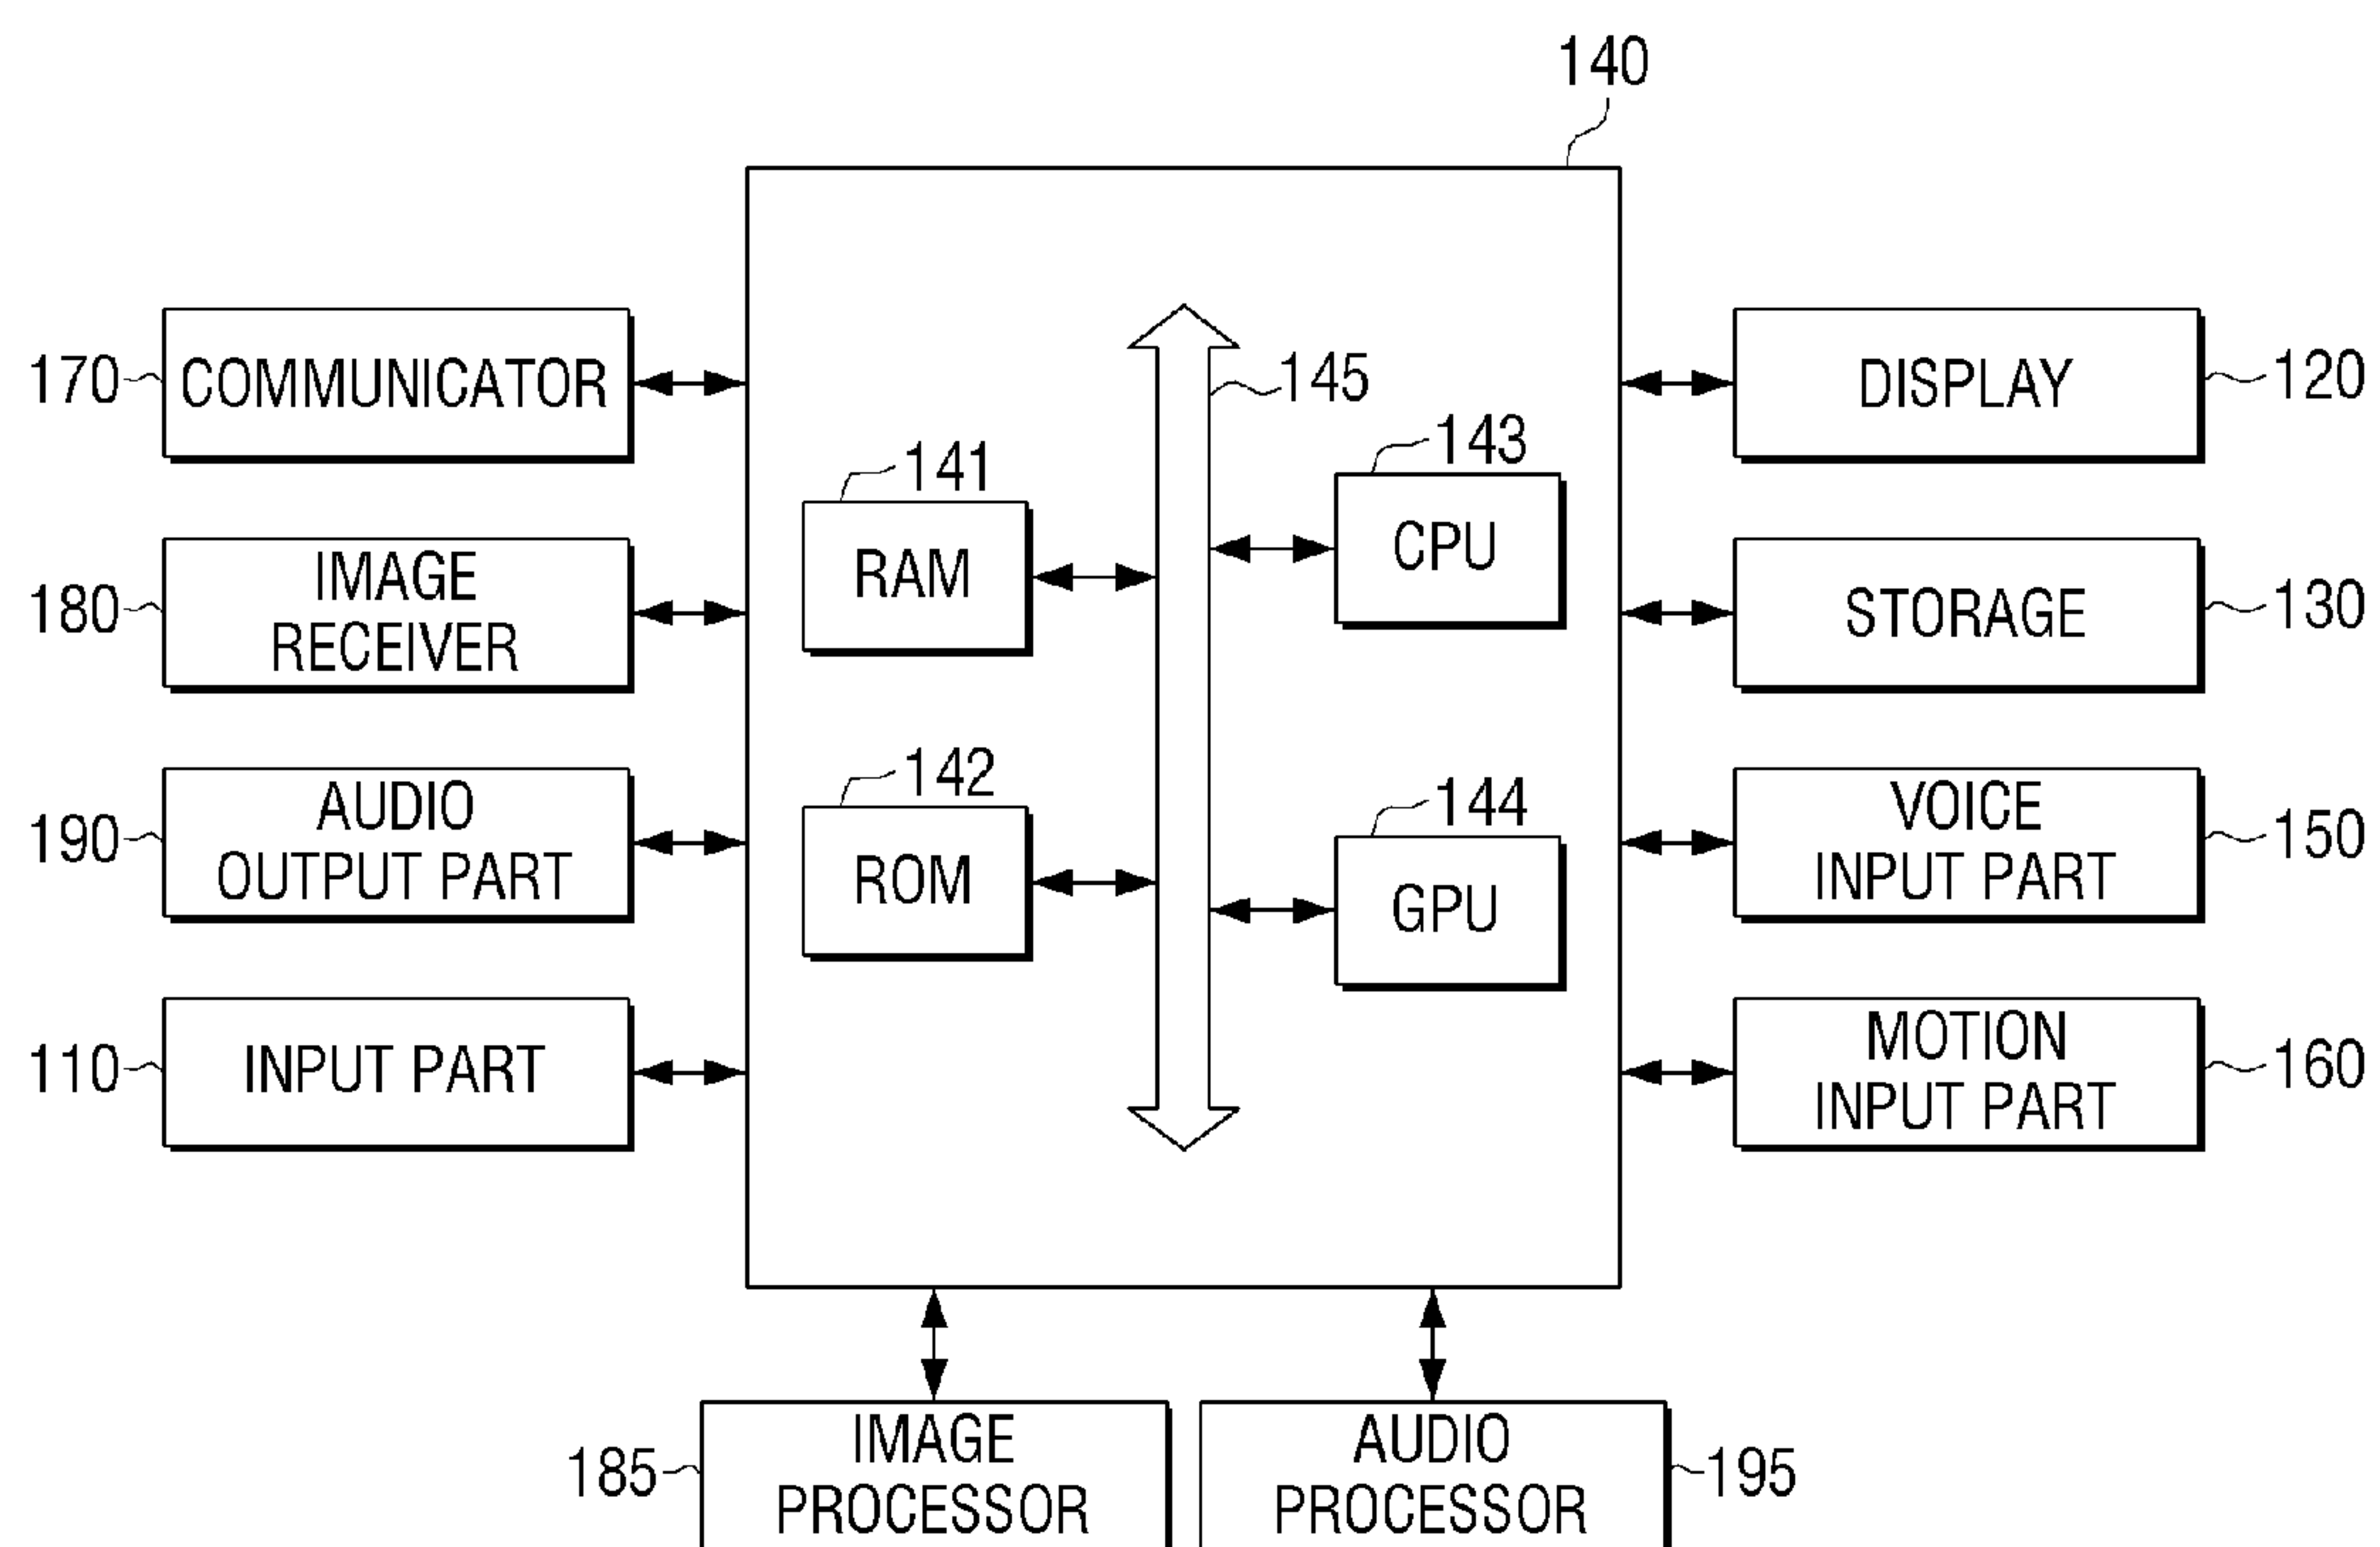 140
170
COMMUNICATOR
180
IMAGE
RECEIVER
190
AUDIO
OUTPUT PART
110
INPUT PART
145
141
RAM
143
CPU
142
ROM
144
GPU
DISPLAY
120
STORAGE
130
VOICE
INPUT PART
150
MOTION
INPUT PART
160
185
IMAGE
PROCESSOR
AUDIO
PROCESSOR
195